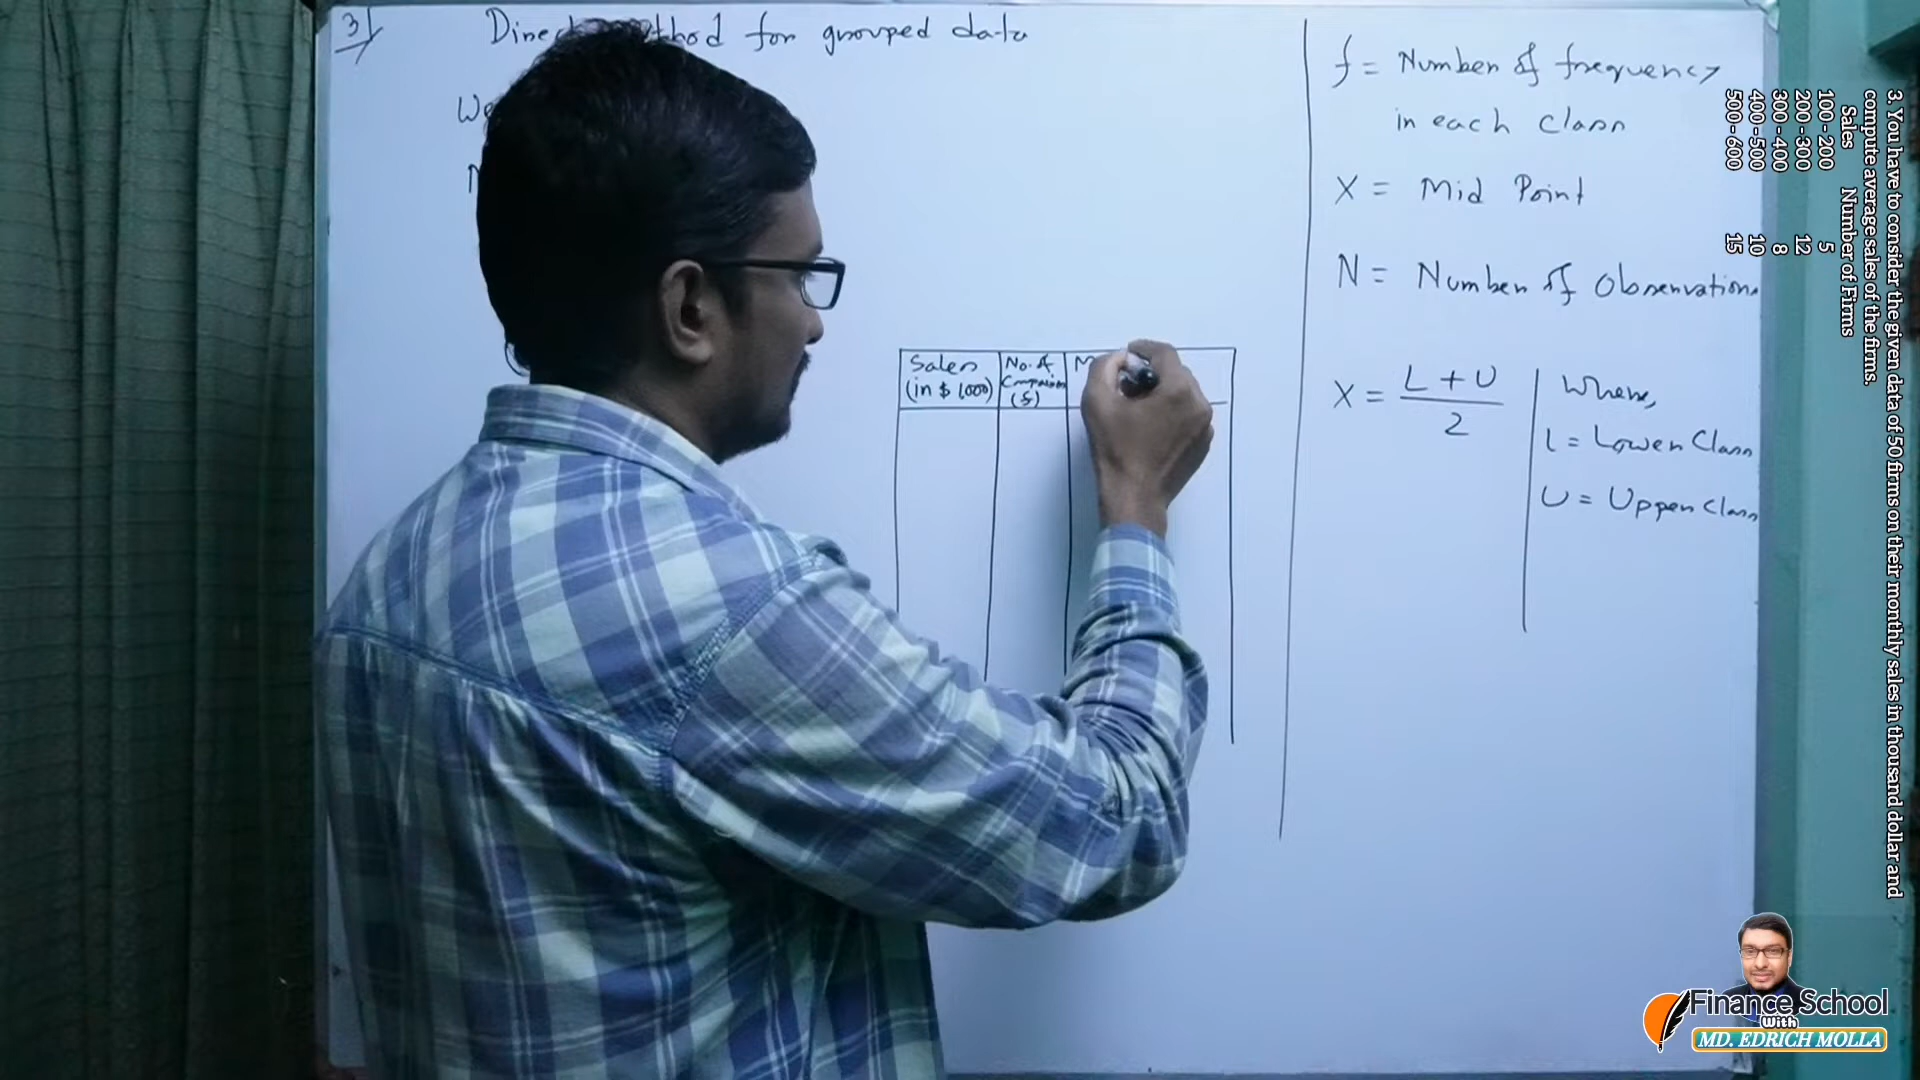 3
Direct method for grouped data
We
f = Number of frequency
in each class
X = Mid Point
N = Number of Observations
X = L + U / 2
Where,
L = Lower Class
U = Upper Class
Sales
(in $ 1,000)
No. of
Companies
(f)
M
3. You have to consider the given data of 50 firms on their monthly sales in thousand dollar and
compute average sales of the firms.
Sales Number of Firms
100 -200 5
200 -300 12
300 -400 8
400 -500 10
500 -600 15
Finance School
With
MD. EDRICH MOLLA